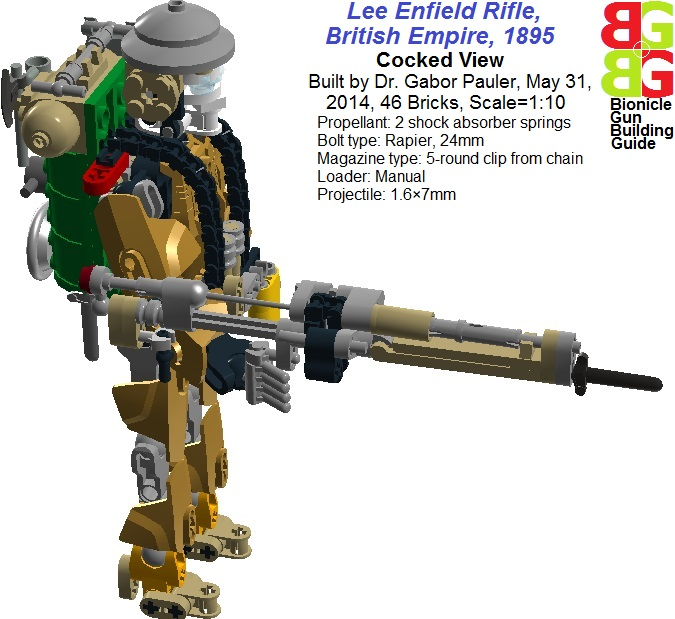 Lee Enfield Rifle,
British Empire, 1895
Cocked View
Built by Dr. Gabor Pauler, May 31,
2014, 46 Bricks, Scale=1:10
Propellant: 2 shock absorber springs
Bolt type: Rapier, 24mm
Magazine type: 5-round clip from chain
Loader: Manual
Projectile: 1.6×7mm
BG
BG
Bionicle
Gun
Building
Guide